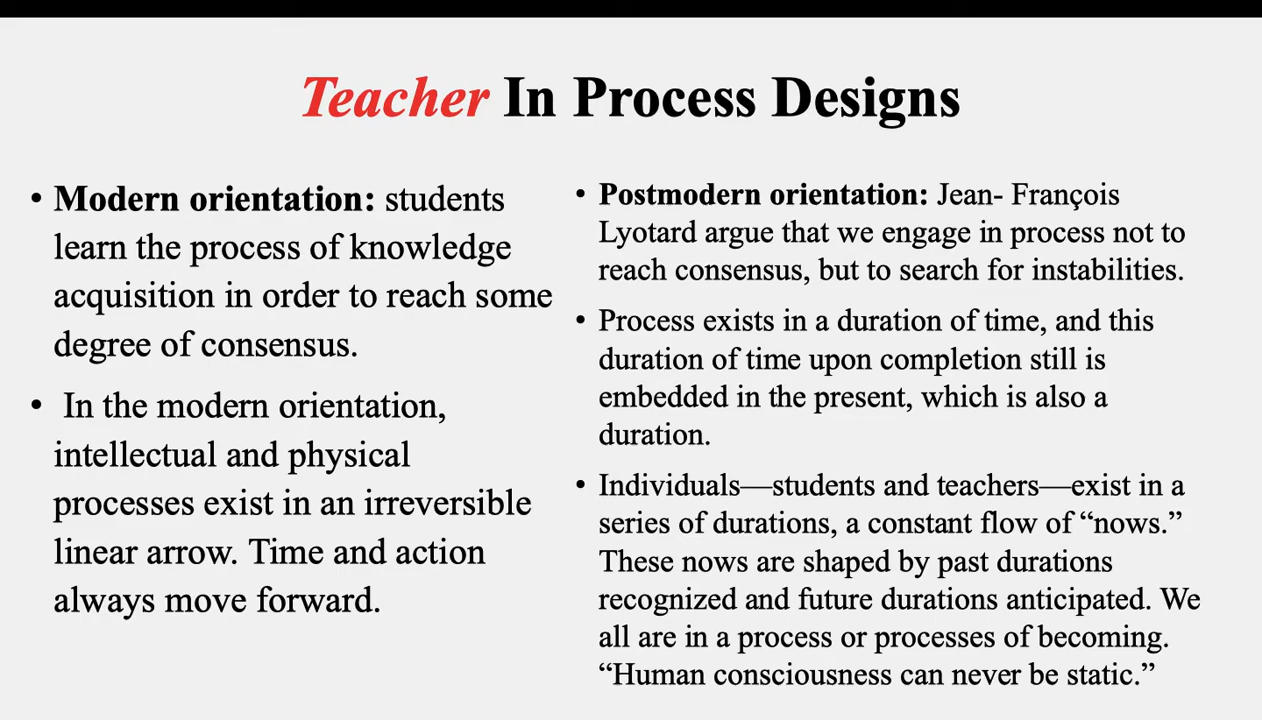 Teacher In Process Designs
• Modern orientation: students
learn the process of knowledge
acquisition in order to reach some
degree of consensus.
• In the modern orientation,
intellectual and physical
processes exist in an irreversible
linear arrow. Time and action
always move forward.
• Postmodern orientation: Jean- François
Lyotard argue that we engage in process not to
reach consensus, but to search for instabilities.
• Process exists in a duration of time, and this
duration of time upon completion still is
embedded in the present, which is also a
duration.
• Individuals—students and teachers—exist in a
series of durations, a constant flow of “nows.”
These nows are shaped by past durations
recognized and future durations anticipated. We
all are in a process or processes of becoming.
“Human consciousness can never be static.”